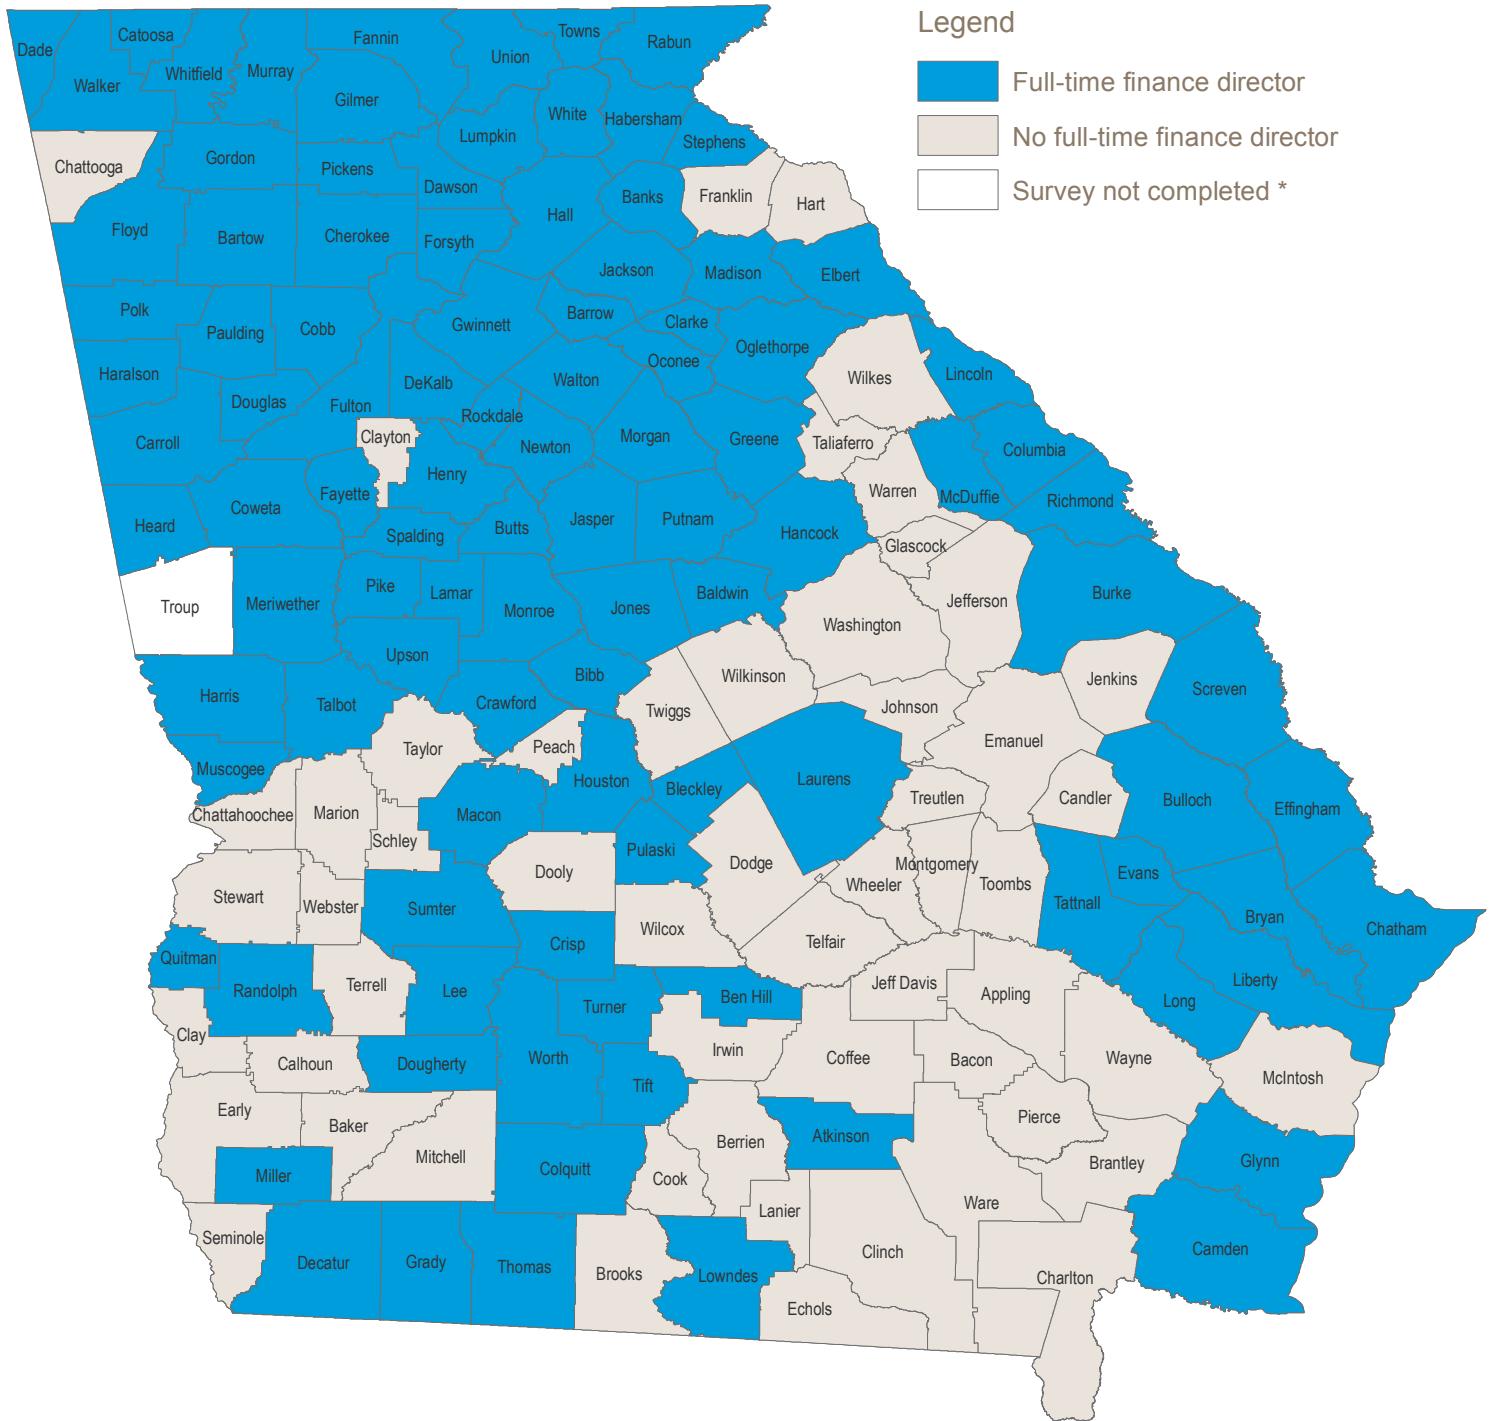 Legend
Full-time finance director
No full-time finance director
Survey not completed *
Dade
Catoosa
Walker
Whitfield
Murray
Fannin
Gilmer
Union
Towns
Rabun
White
Habersham
Lumpkin
Stephens
Chattooga
Gordon
Pickens
Dawson
Hall
Banks
Franklin
Hart
Floyd
Bartow
Cherokee
Forsyth
Jackson
Madison
Elbert
Polk
Paulding
Cobb
Gwinnett
Barrow
Clarke
Oconee
Oglethorpe
Wilkes
Lincoln
Haralson
Douglas
Fulton
DeKalb
Rockdale
Walton
Newton
Morgan
Greene
Taliaferro
Columbia
Carroll
Clayton
Henry
Warren
McDuffie
Richmond
Heard
Coweta
Fayette
Spalding
Butts
Jasper
Putnam
Hancock
Glascock
Troup
Meriwether
Pike
Lamar
Monroe
Jones
Baldwin
Washington
Jefferson
Burke
Upson
Bibb
Wilkinson
Jenkins
Screven
Harris
Talbot
Crawford
Twiggs
Johnson
Emanuel
Muscogee
Taylor
Peach
Houston
Bleckley
Laurens
Treutlen
Candler
Bulloch
Effingham
Chattahoochee
Marion
Schley
Macon
Pulaski
Dodge
Dooly
Wheeler
Montgomery
Toombs
Tattnall
Evans
Stewart
Webster
Sumter
Crisp
Wilcox
Telfair
Bryan
Chatham
Quitman
Randolph
Terrell
Lee
Turner
Ben Hill
Jeff Davis
Appling
Long
Liberty
Clay
Calhoun
Dougherty
Worth
Tift
Irwin
Coffee
Bacon
Wayne
McIntosh
Early
Baker
Mitchell
Berrien
Atkinson
Pierce
Brantley
Glynn
Miller
Colquitt
Cook
Lanier
Ware
Seminole
Decatur
Grady
Thomas
Brooks
Lowndes
Clinch
Echols
Charlton
Camden